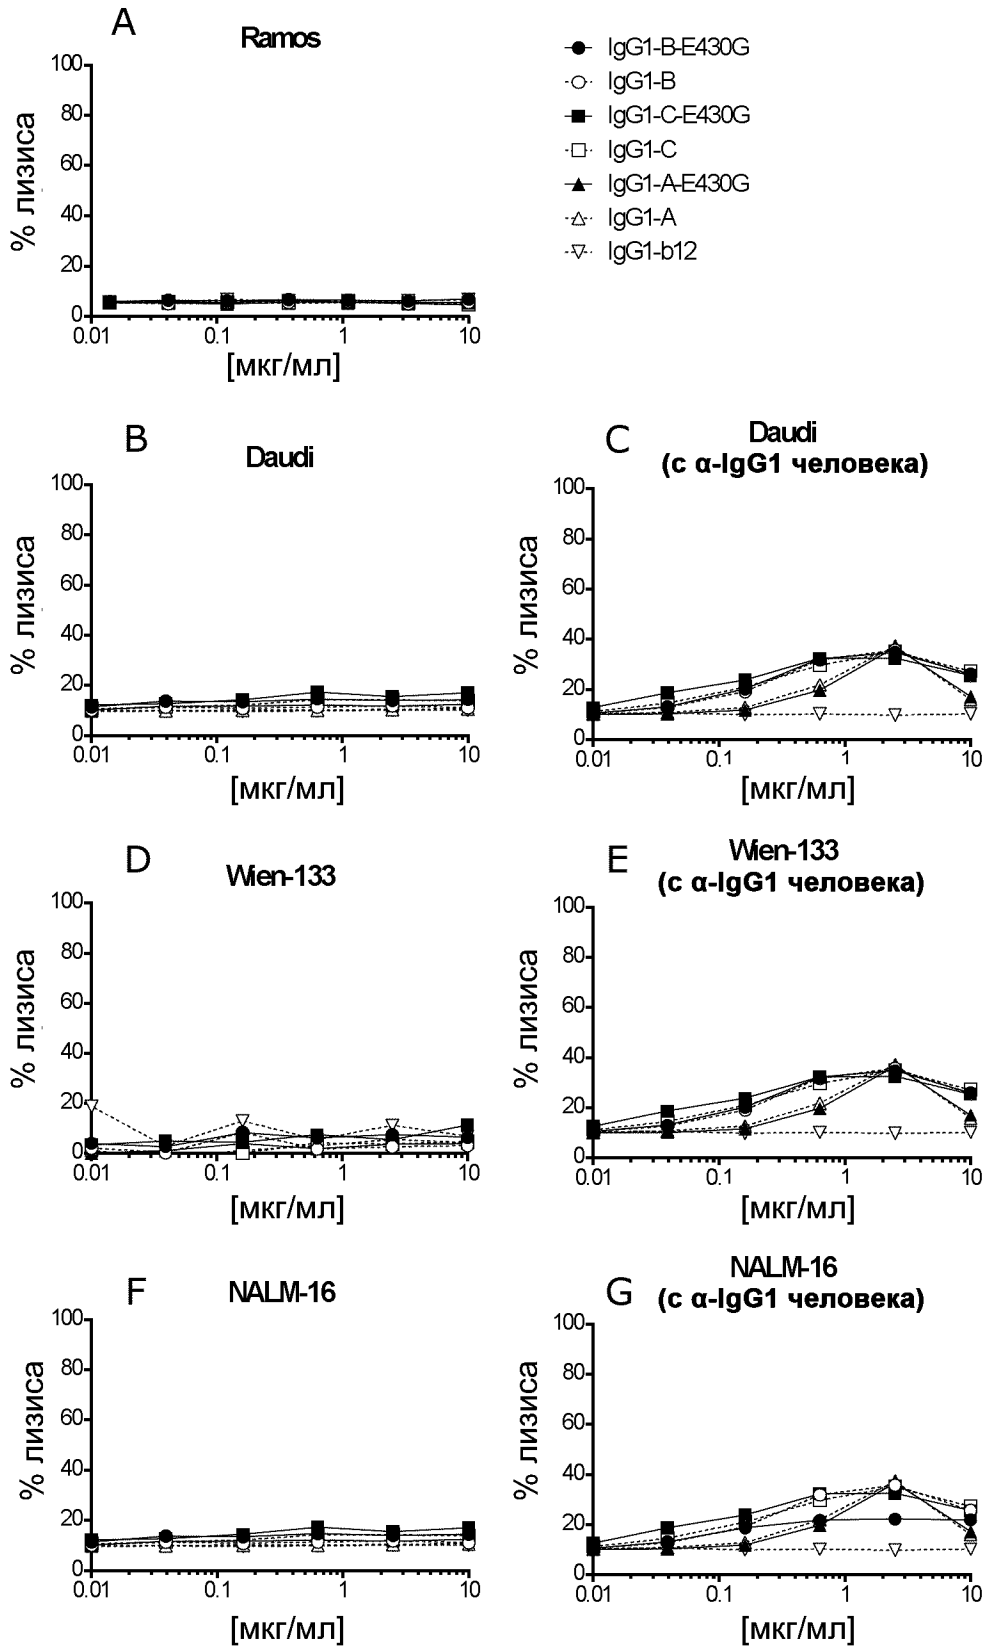 A
Ramos
IgG1-B-E430G
IgG1-B
IgG1-C-E430G
IgG1-C
IgG1-A-E430G
IgG1-A
IgG1-b12
% лизиса
100
80
60
40
20
0
0.01 0.1 1 10
[мкг/мл]
B
Daudi
% лизиса
100
80
60
40
20
0
0.01 0.1 1 10
[мкг/мл]
C
Daudi
(с α-IgG1 человека)
% лизиса
100
80
60
40
20
0
0.01 0.1 1 10
[мкг/мл]
D
Wien-133
% лизиса
100
80
60
40
20
0
0.01 0.1 1 10
[мкг/мл]
E
Wien-133
(с α-IgG1 человека)
% лизиса
100
80
60
40
20
0
0.01 0.1 1 10
[мкг/мл]
F
NALM-16
% лизиса
100
80
60
40
20
0
0.01 0.1 1 10
[мкг/мл]
G
NALM-16
(с α-IgG1 человека)
% лизиса
100
80
60
40
20
0
0.01 0.1 1 10
[мкг/мл]